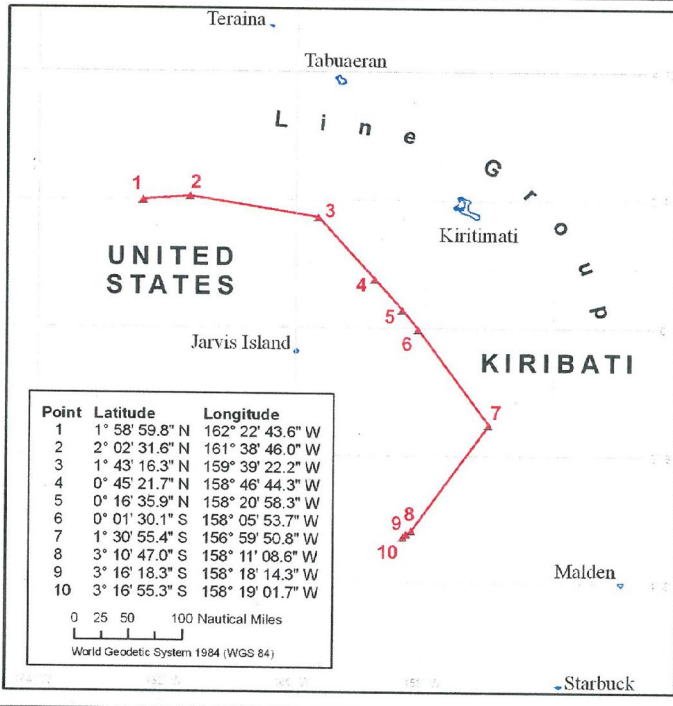 Teraina
Tabuaeran
Line Group
1
2
3
Kiritimati
UNITED
STATES
4
5
6
Jarvis Island
KIRIBATI
7
Point Latitude Longitude
1 1° 58' 59.8" N 162° 22' 43.6" W
2 2° 02' 31.6" N 161° 38' 46.0" W
3 1° 43' 16.3" N 159° 39' 22.2" W
4 0° 45' 21.7" N 158° 46' 44.3" W
5 0° 16' 35.9" N 158° 20' 58.3" W
6 0° 01' 30.1" S 158° 05' 53.7" W
7 1° 30' 55.4" S 156° 59' 50.8" W
8 3° 10' 47.0" S 158° 11' 08.6" W
9 3° 16' 18.3" S 158° 18' 14.3" W
10 3° 16' 55.3" S 158° 19' 01.7" W
9 8
10
Malden
0 25 50 100 Nautical Miles
World Geodetic System 1984 (WGS 84)
Starbuck